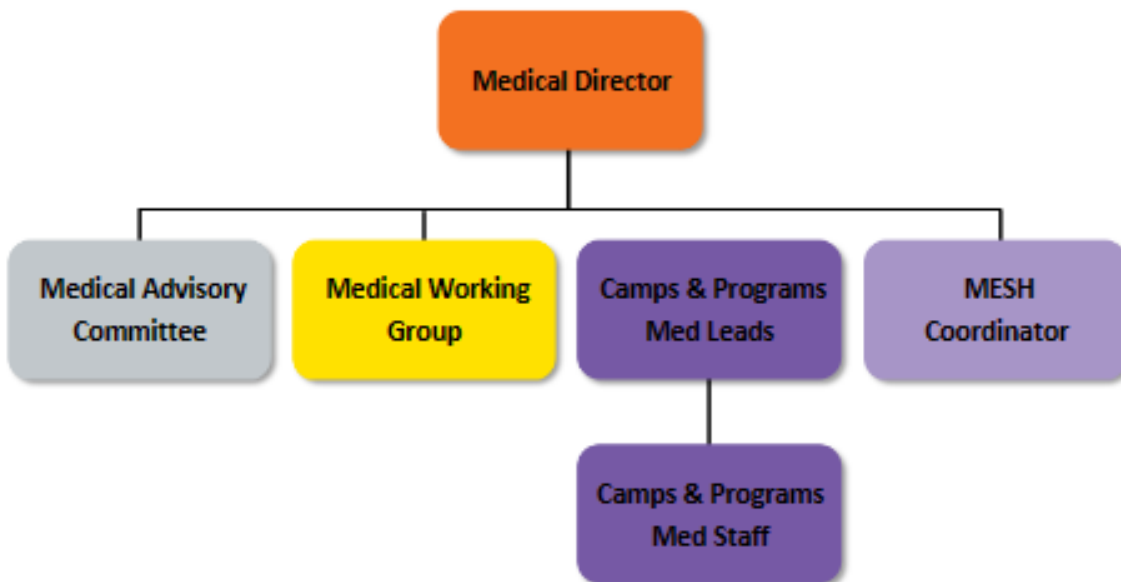 Medical Director
Medical Advisory
Committee
Medical Working
Group
Camps & Programs
Med Leads
MESH
Coordinator
Camps & Programs
Med Staff